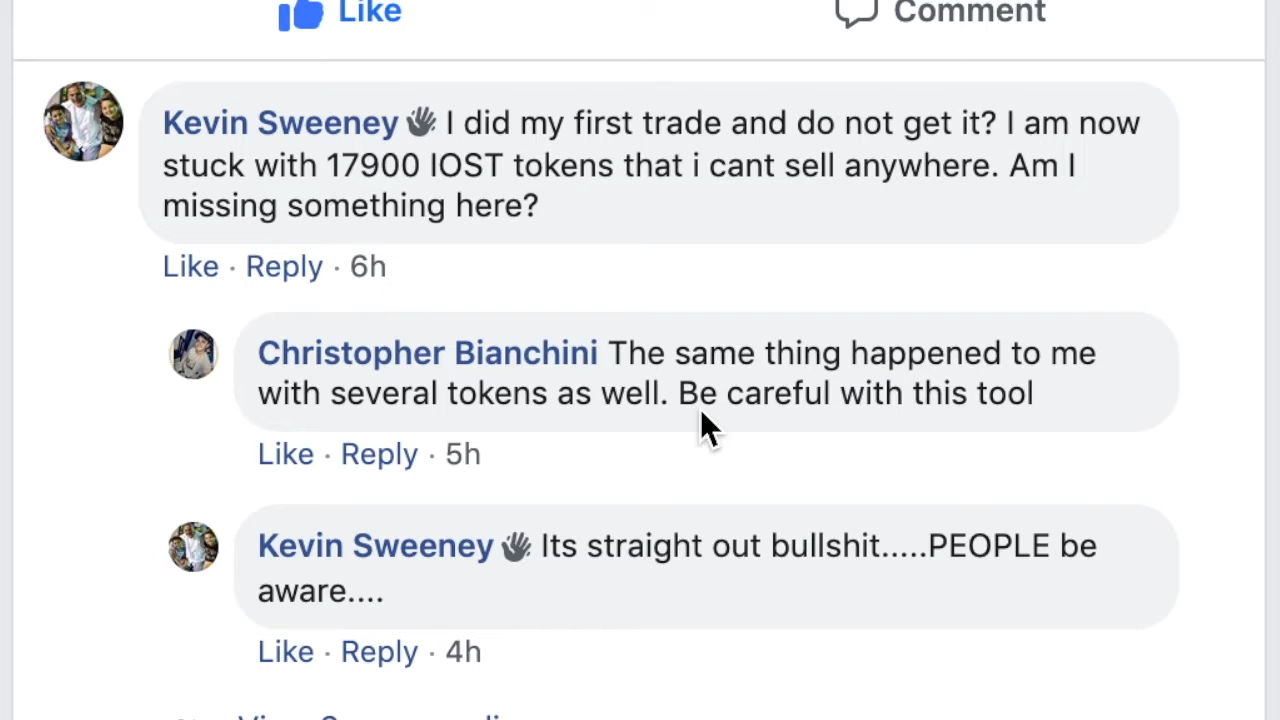 Like Comment
Kevin Sweeney I did my first trade and do not get it? I am now
stuck with 17900 IOST tokens that i cant sell anywhere. Am I
missing something here?
Like · Reply · 6h
Christopher Bianchini The same thing happened to me
with several tokens as well. Be careful with this tool
Like · Reply · 5h
Kevin Sweeney Its straight out bullshit.....PEOPLE be
aware....
Like · Reply · 4h